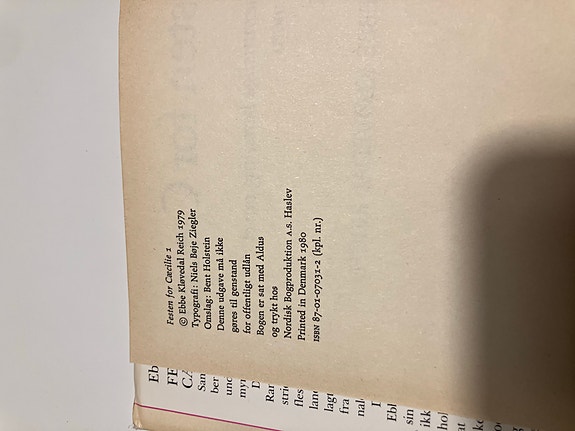 Festen for Cæcilie 1
© Ebbe Kløvedal Reich 1979
Typografi: Niels Bøje Ziegler
Omslag: Bent Holstein
Denne udgave må ikke
gøres til genstand
for offentligt udlån
Bogen er sat med Aldus
og trykt hos
Nordisk Bogproduktion A.S. Haslev
Printed in Denmark 1980
ISBN 87-01-07031-2 (kpl. nr.)